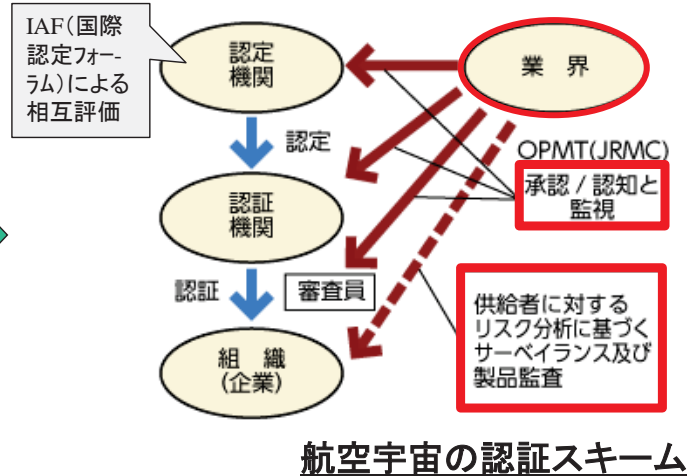 IAF(国際
認定フォー
ラム)による
相互評価
認定
機関
業 界
認定
OPMT(JRMC)
承認 / 認知と
監視
認証
機関
認証
審査員
供給者に対する
リスク分析に基づく
サーベイランス及び
製品監査
組 織
(企業)
航空宇宙の認証スキーム